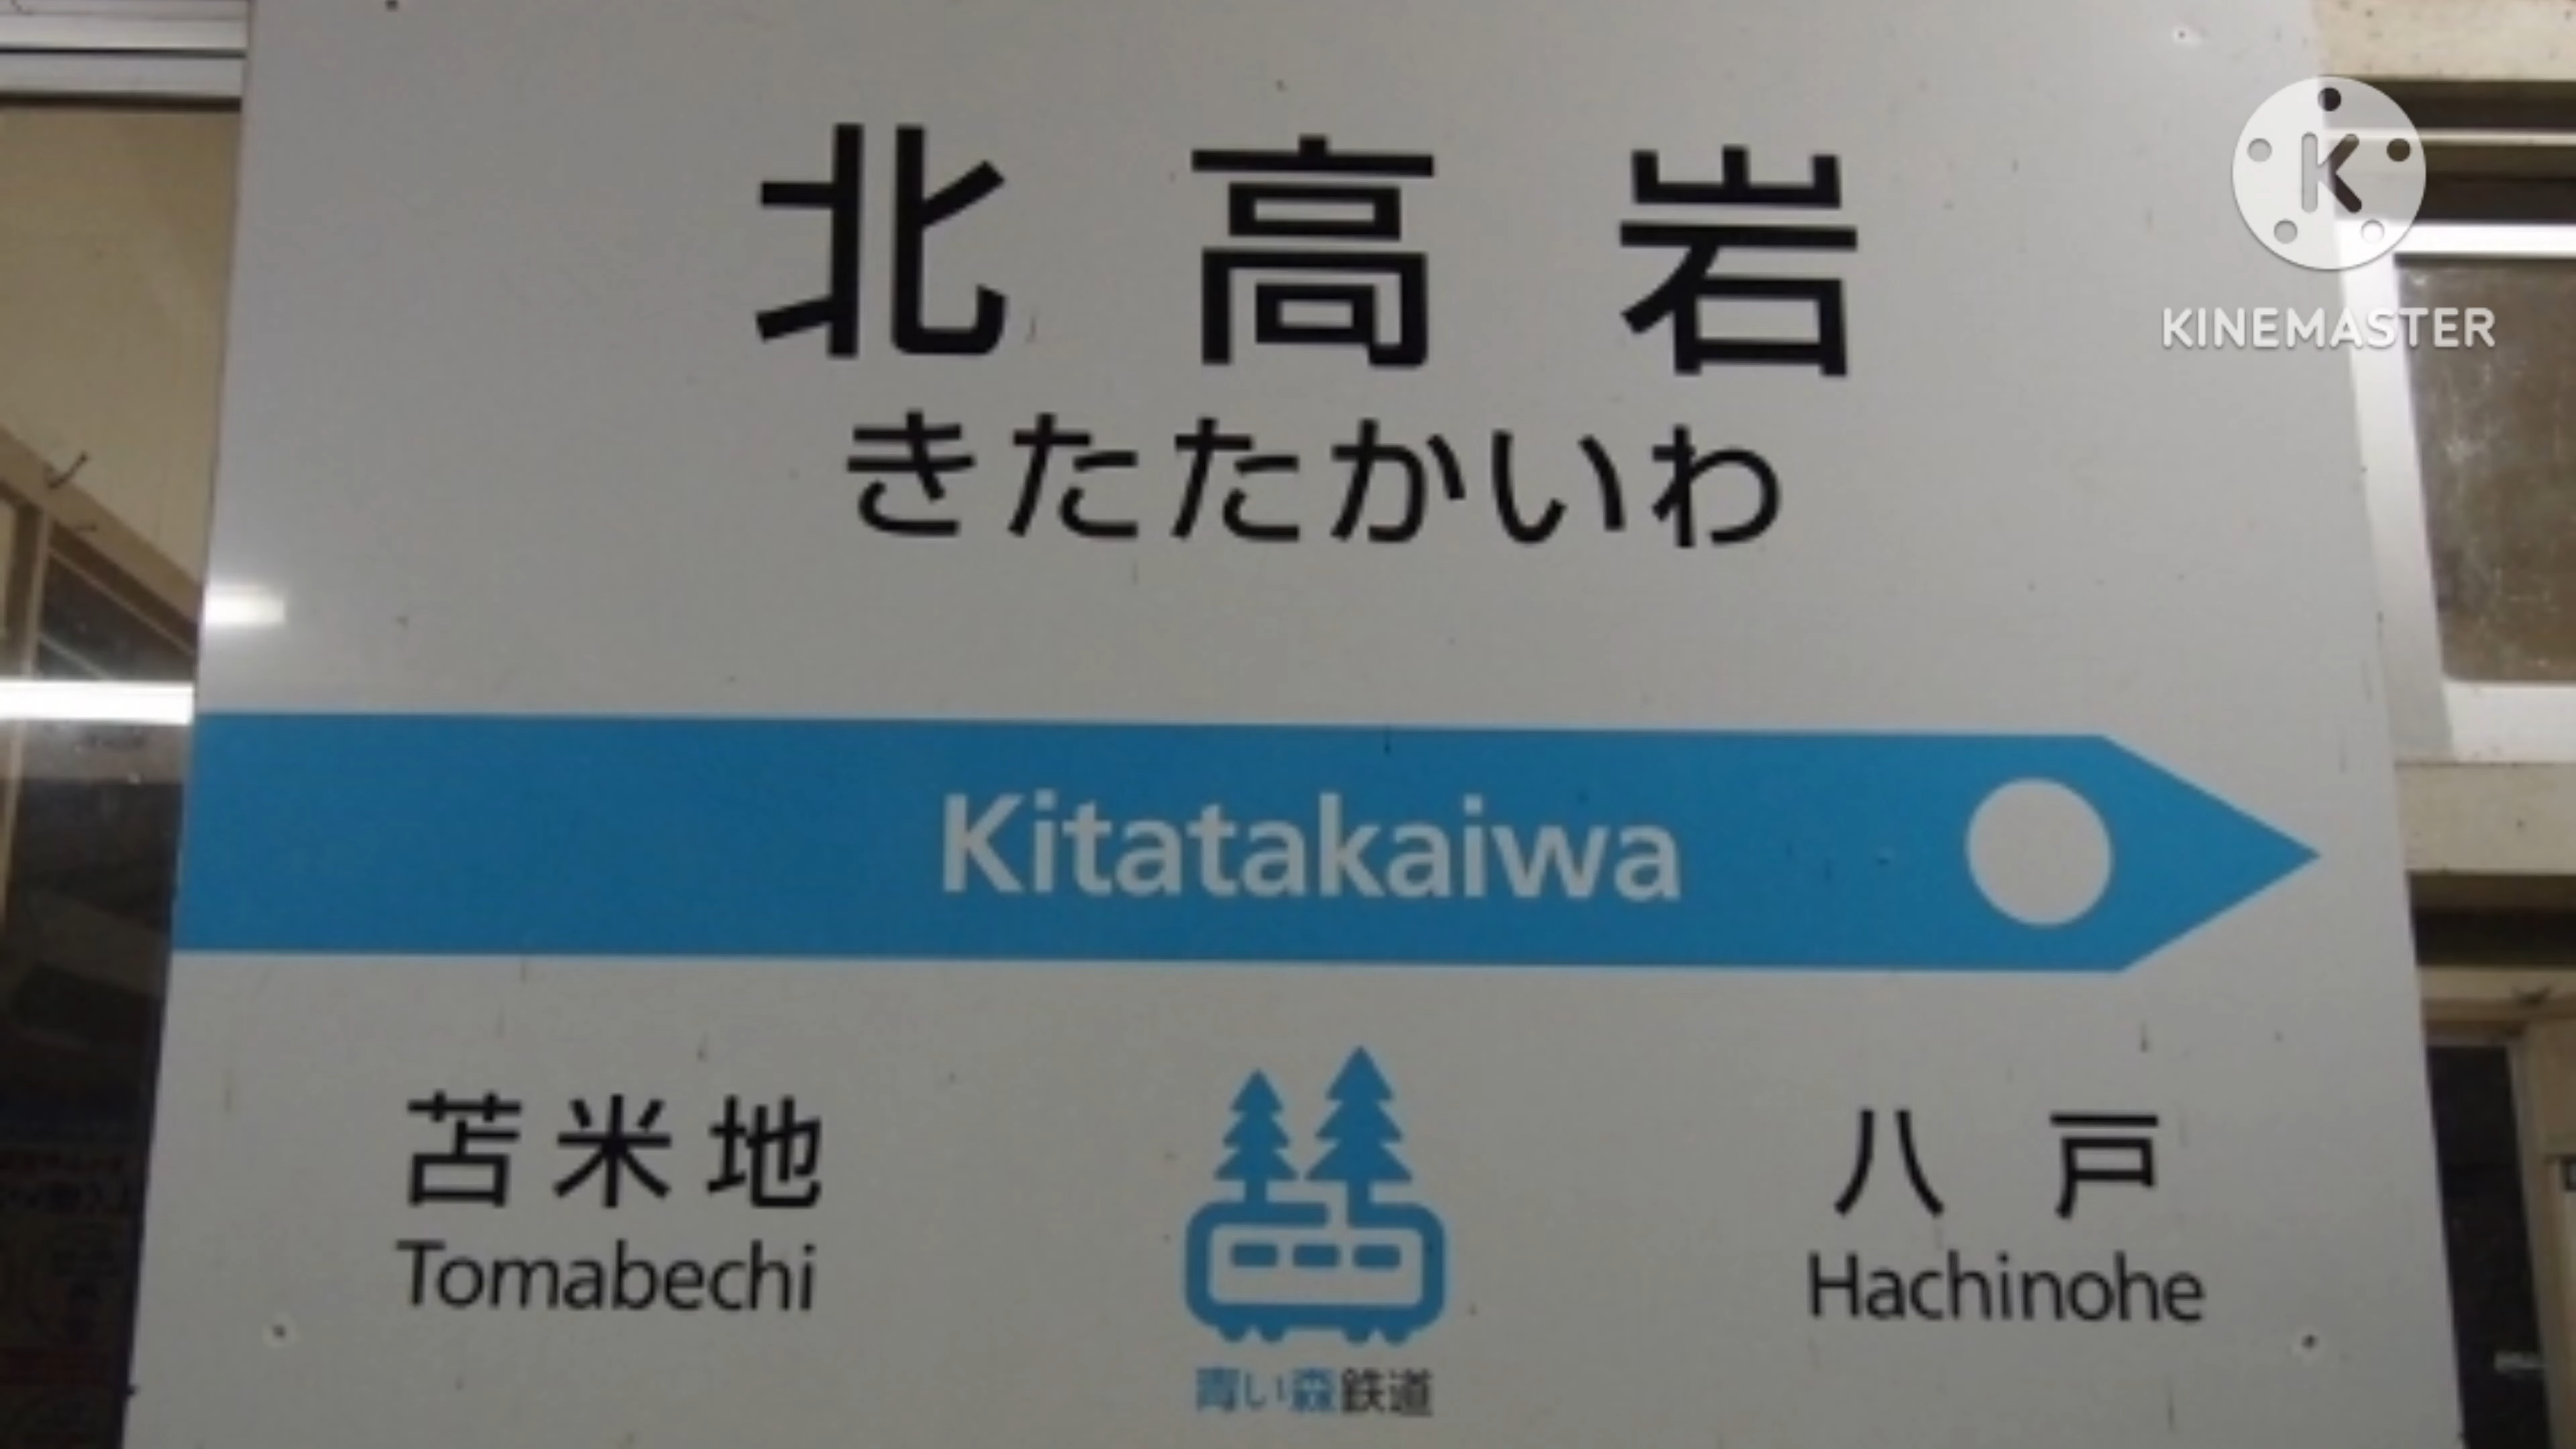 北高岩
きたたかいわ
Kitatakaiwa
苫米地
Tomabechi
八戸
Hachinohe
青い森鉄道
K
KINEMASTER